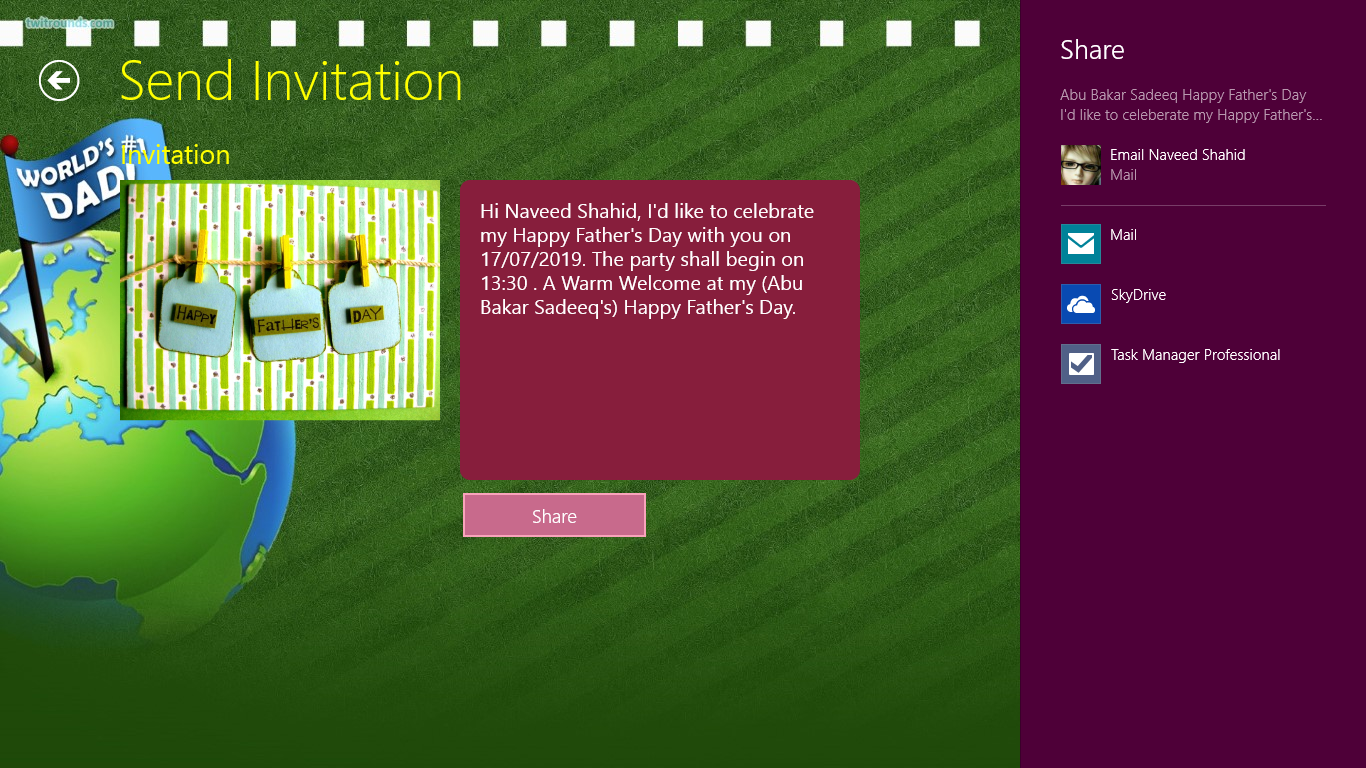 twitrounds.com
Send Invitation
Invitation
WORLD'S #1
DAD!
HAPPY
FATHER'S
DAY
Hi Naveed Shahid, I'd like to celebrate
my Happy Father's Day with you on
17/07/2019. The party shall begin on
13:30 . A Warm Welcome at my (Abu
Bakar Sadeeq's) Happy Father's Day.
Share
Share
Abu Bakar Sadeeq Happy Father's Day
I'd like to celeberate my Happy Father's...
Email Naveed Shahid
Mail
Mail
SkyDrive
Task Manager Professional